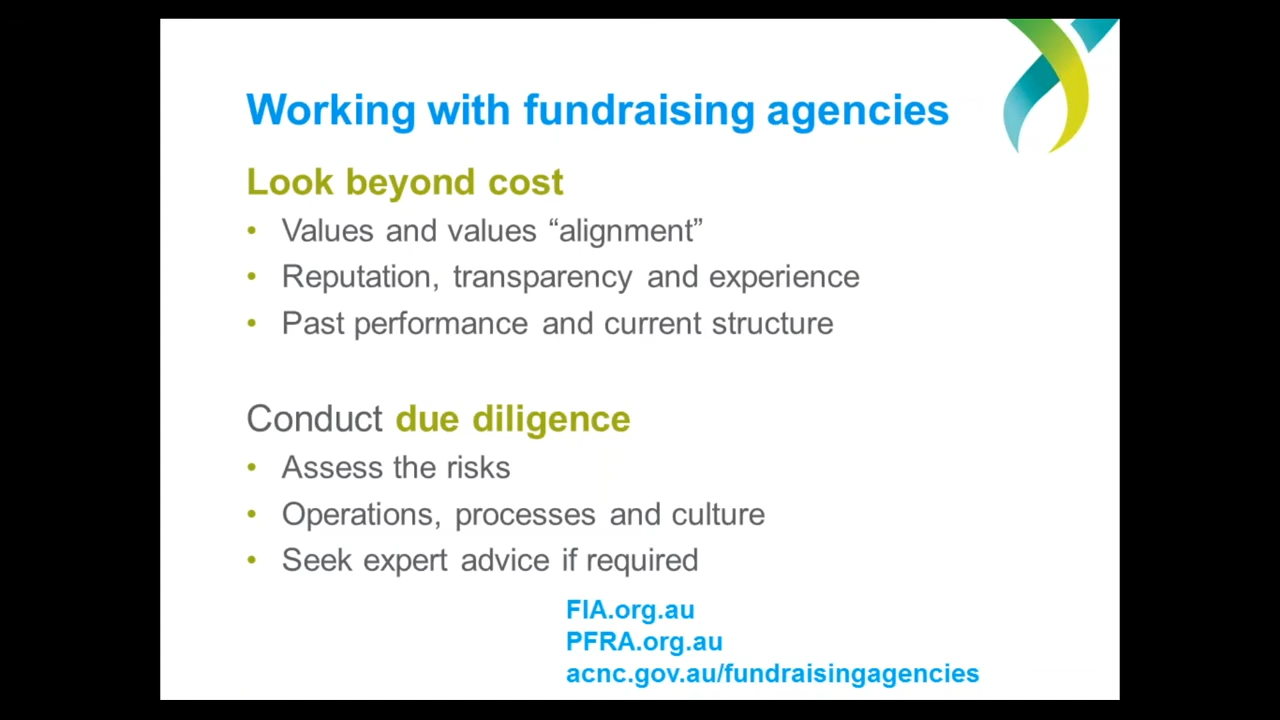 Working with fundraising agencies
Look beyond cost
• Values and values “alignment”
• Reputation, transparency and experience
• Past performance and current structure
Conduct due diligence
• Assess the risks
• Operations, processes and culture
• Seek expert advice if required
FIA.org.au
PFRA.org.au
acnc.gov.au/fundraisingagencies